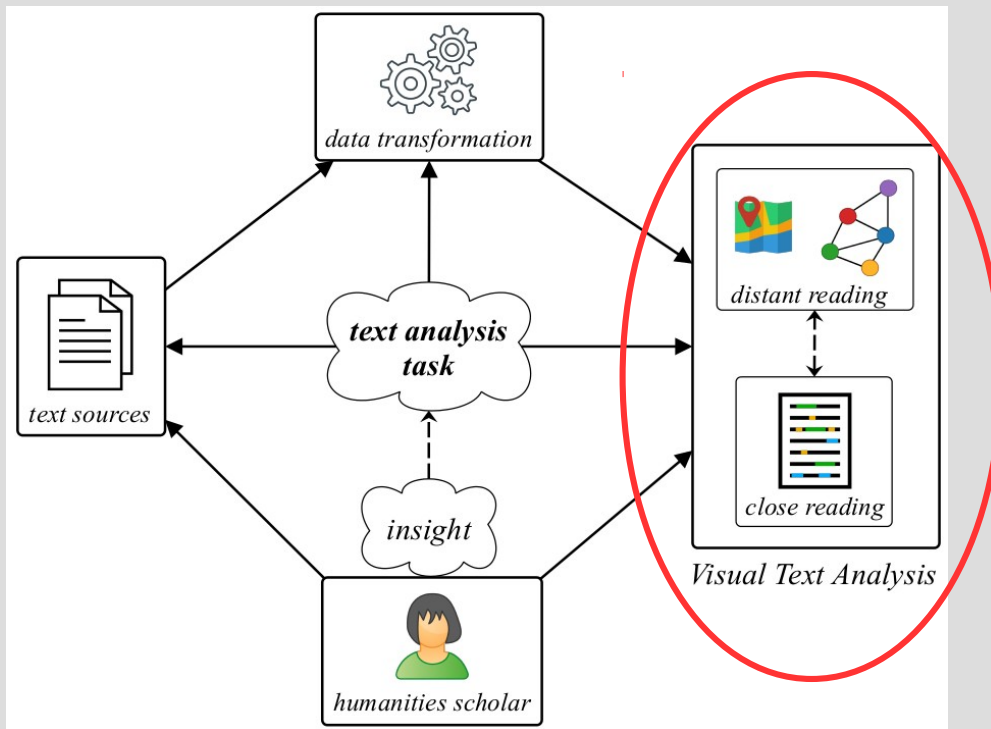 data transformation
distant reading
text analysis
task
text sources
close reading
insight
Visual Text Analysis
humanities scholar